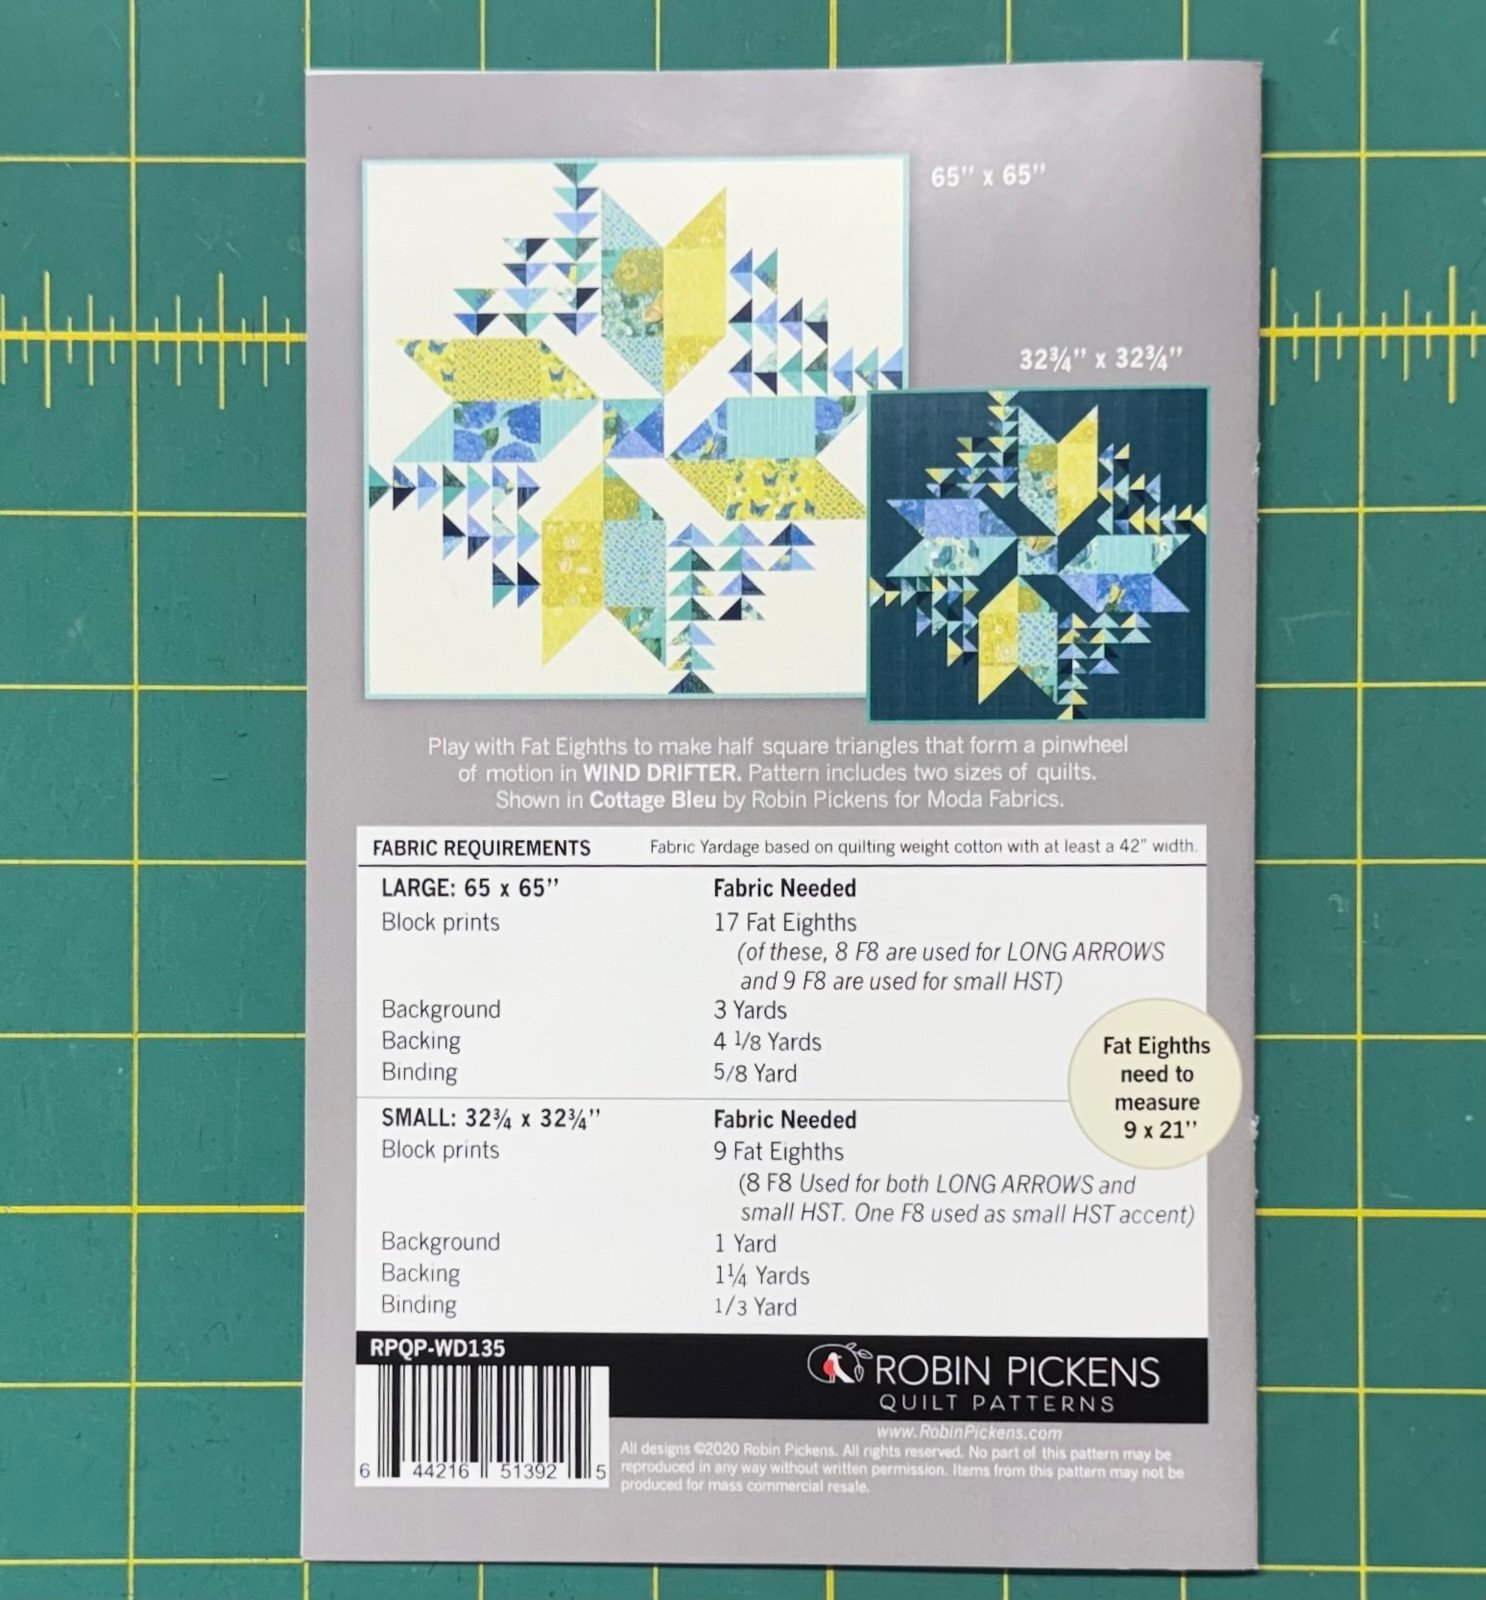 65" x 65"
32¾" x 32¾"
Play with Fat Eighths to make half square triangles that form a pinwheel
of motion in WIND DRIFTER. Pattern includes two sizes of quilts.
Shown in Cottage Bleu by Robin Pickens for Moda Fabrics.
FABRIC REQUIREMENTS Fabric Yardage based on quilting weight cotton with at least a 42" width.
LARGE: 65 x 65" Fabric Needed
Block prints 17 Fat Eighths
(of these, 8 F8 are used for LONG ARROWS
and 9 F8 are used for small HST)
Background 3 Yards
Backing 4 1/8 Yards
Binding 5/8 Yard
Fat Eighths
need to
measure
9 x 21"
SMALL: 32¾ x 32¾" Fabric Needed
Block prints 9 Fat Eighths
(8 F8 Used for both LONG ARROWS and
small HST. One F8 used as small HST accent)
Background 1 Yard
Backing 1¼ Yards
Binding 1/3 Yard
RPQP-WD135
6 44216 51392 5
ROBIN PICKENS
QUILT PATTERNS
www.RobinPickens.com
All designs ©2020 Robin Pickens. All rights reserved. No part of this pattern may be
reproduced in any way without written permission. Items from this pattern may not be
produced for mass commercial resale.